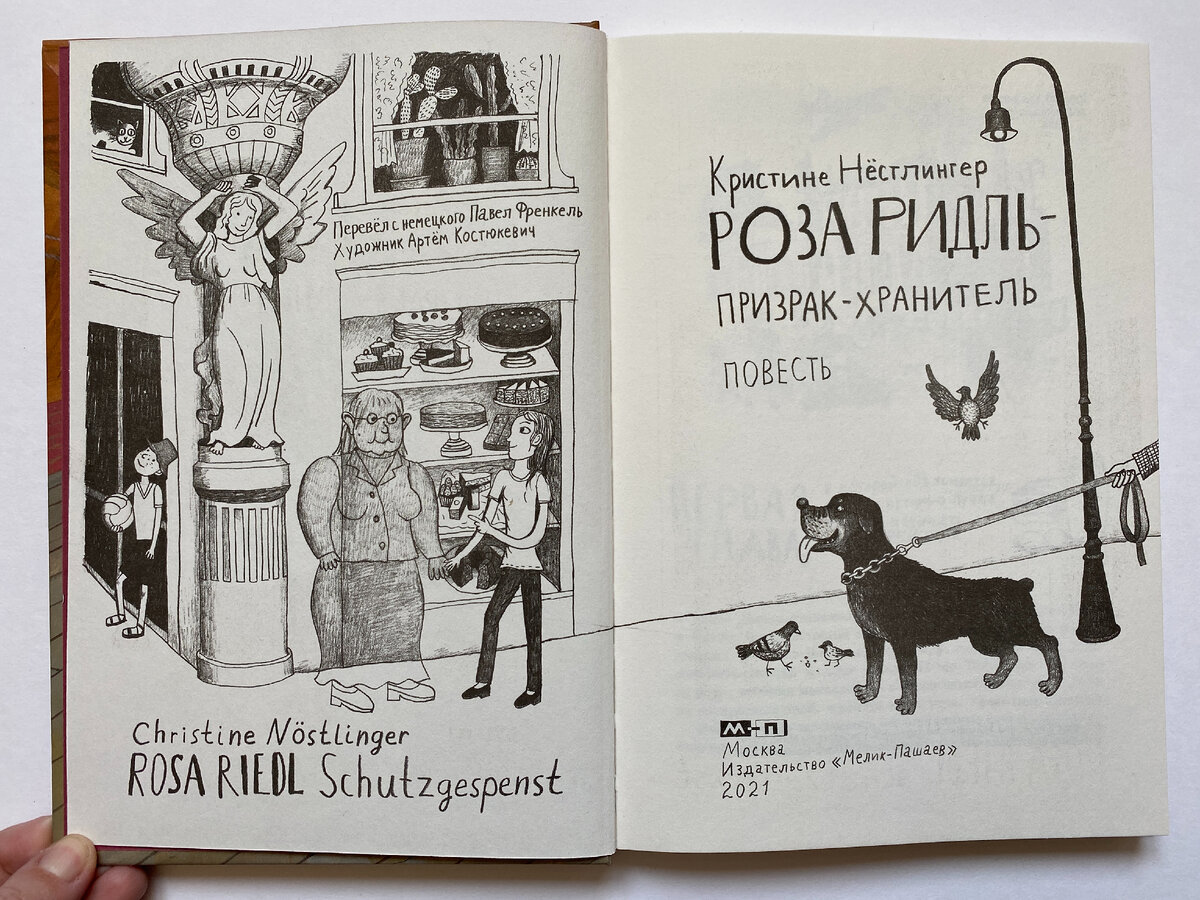 Перевёл с немецкого Павел Френкель
Художник Артём Костюкевич
Christine Nöstlinger
ROSA RIEDL Schutzgespenst
Кристине Нёстлингер
РОЗА РИДЛЬ-
ПРИЗРАК-ХРАНИТЕЛЬ
ПОВЕСТЬ
М-П
Москва
Издательство «Мелик-Пашаев»
2021